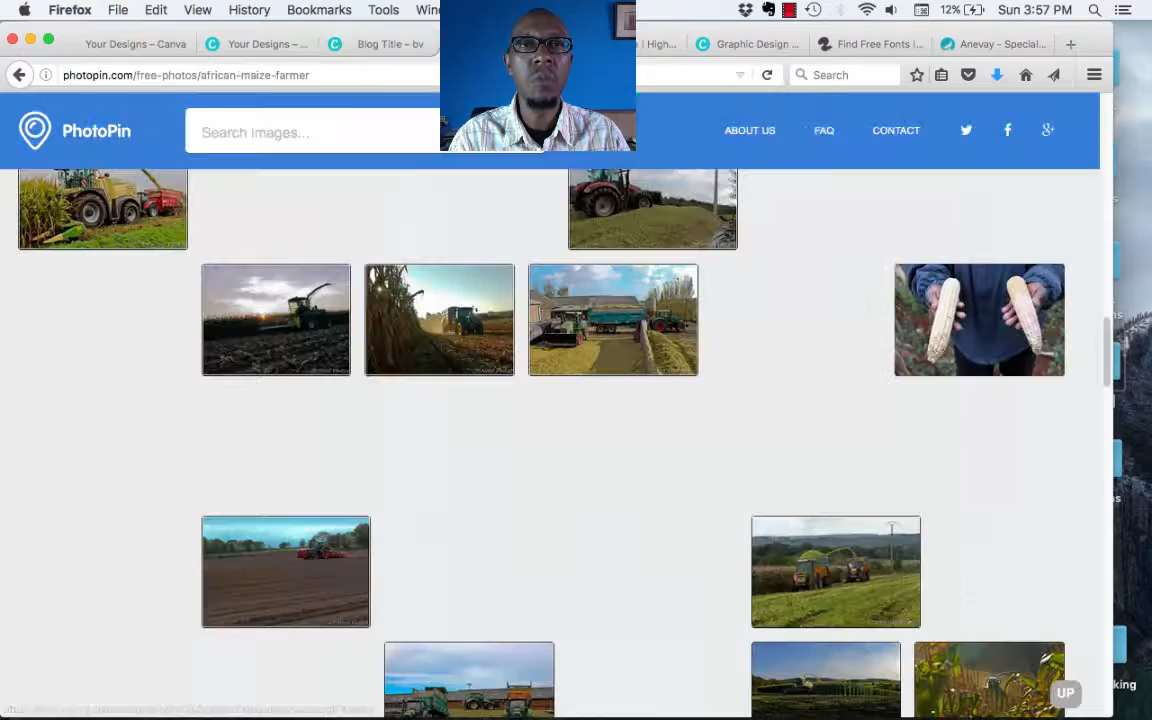 Firefox File Edit View History Bookmarks Tools Win 12% Sun 3:57 PM
Your Designs – Canva Your Designs – ... Blog Title – bv | High... Graphic Design ... Find Free Fonts |... Anevay – Special...
photopin.com/free-photos/african-maize-farmer Search
PhotoPin Search images... ABOUT US FAQ CONTACT
UP
king